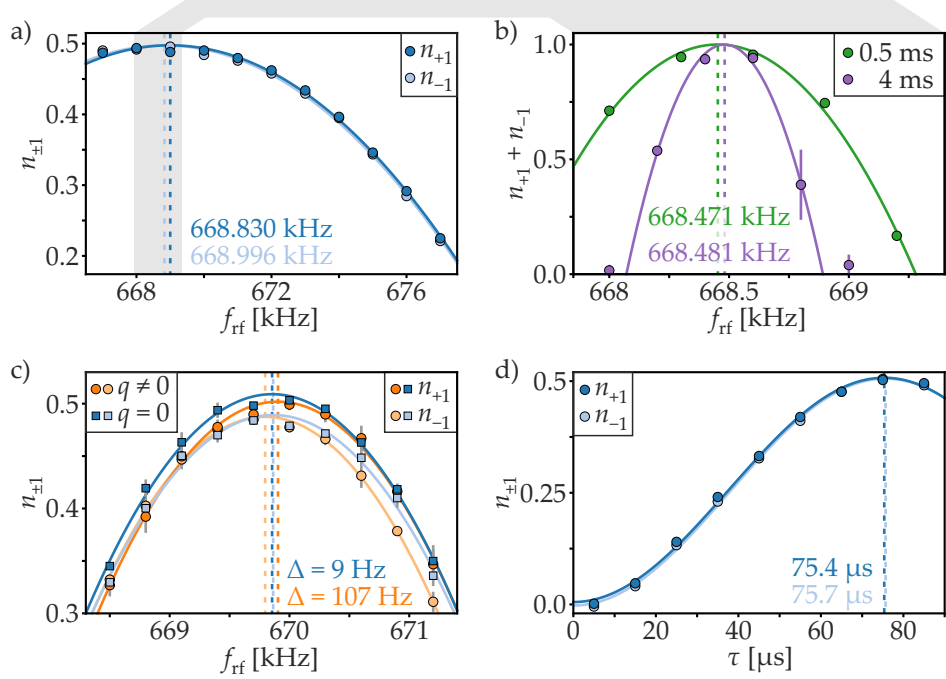 a)
n±1
0.5
0.4
0.3
0.2
n+1
n−1
668.830 kHz
668.996 kHz
668 672 676
frf [kHz]
b)
n+1 + n−1
1.0
0.5
0.0
0.5 ms
4 ms
668.471 kHz
668.481 kHz
668 668.5 669
frf [kHz]
c)
n±1
0.5
0.4
0.3
q ≠ 0
q = 0
n+1
n−1
Δ = 9 Hz
Δ = 107 Hz
669 670 671
frf [kHz]
d)
n±1
0.5
0.25
0.0
n+1
n−1
75.4 μs
75.7 μs
0 20 40 60 80
τ [μs]